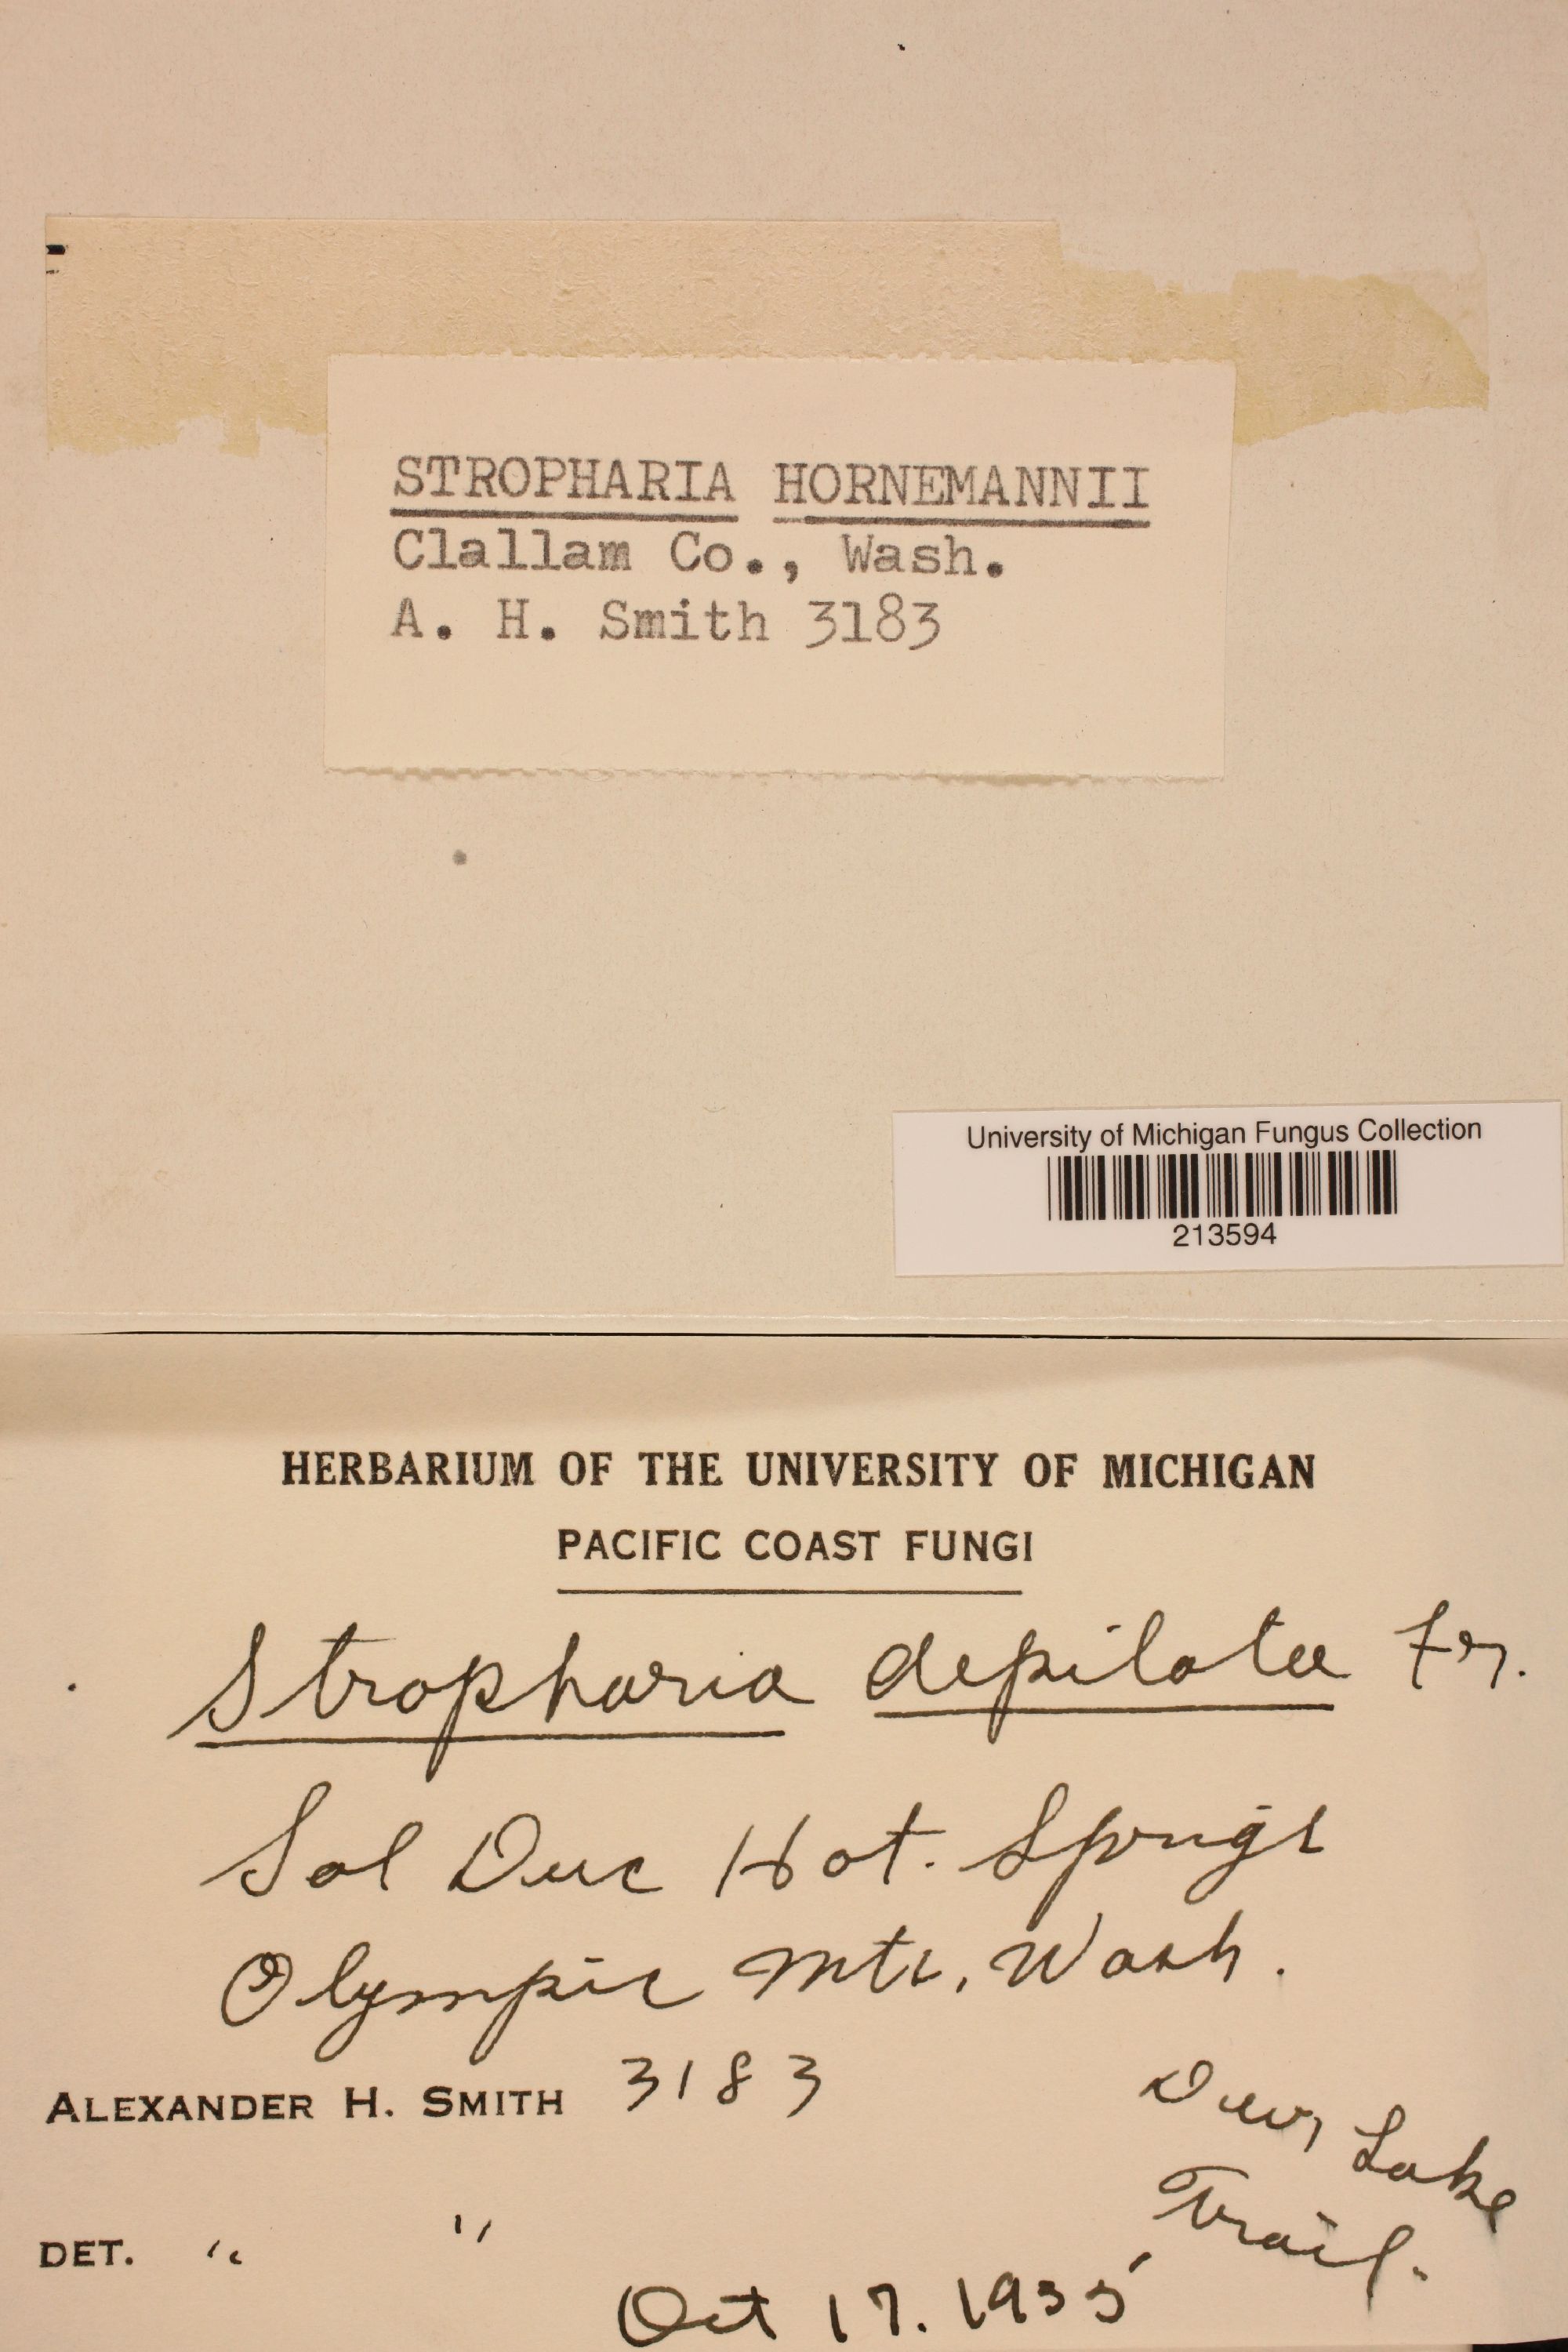 STROPHARIA HORNEMANNII
Clallam Co., Wash.
A. H. Smith 3183
University of Michigan Fungus Collection
213594
HERBARIUM OF THE UNIVERSITY OF MICHIGAN
PACIFIC COAST FUNGI
Stropharia depilata Fr.
Sol Duc Hot. Springs
Olympic Mts, Wash.
ALEXANDER H. SMITH 3183
Deer Lake
Trail.
DET. " "
Oct 17. 1935